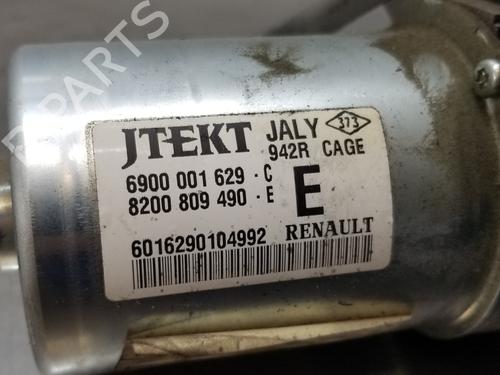 B-PARTS
JTEKT JALY 373
942R CAGE
6900 001 629 - C
8200 809 490 - E
E
6016290104992 RENAULT